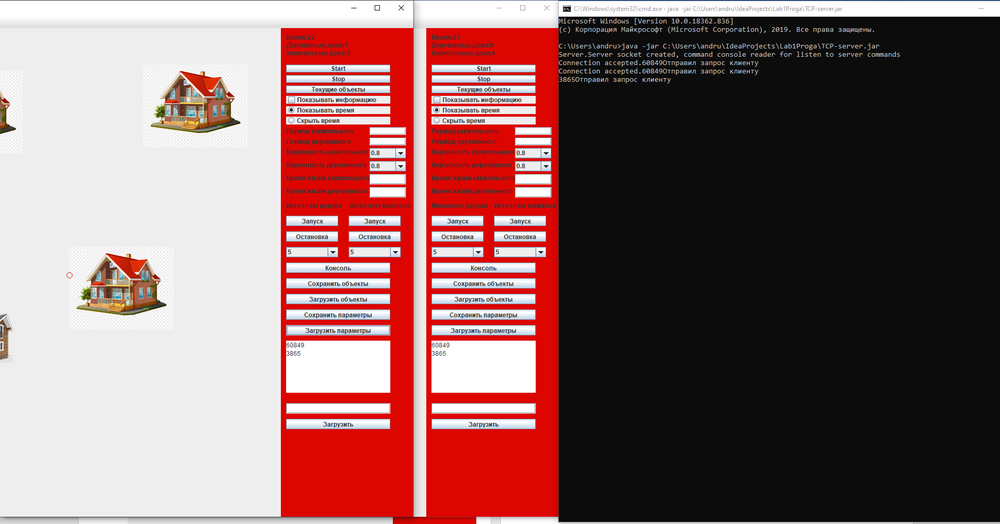 Время:22
Деревенные дома:1
Капитальные дома:3
Start
Stop
Текущие объекты
Показывать информацию
Показывать время
Скрыть время
Период капитального
Период деревянного
Вероятность капитального 0.8
Вероятность деревянного 0.8
Время жизни капитального
Время жизни деревянного
Интеллект дерева Интеллект капитала
Запуск Запуск
Остановка Остановка
5 5
Консоль
Сохранить объекты
Загрузить объекты
Сохранить параметры
Загрузить параметры
60849
3865
Загрузить
Время:21
Деревенные дома:8
Капитальные дома:4
Start
Stop
Текущие объекты
Показывать информацию
Показывать время
Скрыть время
Период капитального
Период деревянного
Вероятность капитального 0.8
Вероятность деревянного 0.8
Время жизни капитального
Время жизни деревянного
Интеллект дерева Интеллект капитала
Запуск Запуск
Остановка Остановка
5 5
Консоль
Сохранить объекты
Загрузить объекты
Сохранить параметры
Загрузить параметры
60849
3865
Загрузить
C:\Windows\system32\cmd.exe - java -jar C:\Users\andru\IdeaProjects\Lab1Proga\TCP-server.jar
Microsoft Windows [Version 10.0.18362.836]
(c) Корпорация Майкрософт (Microsoft Corporation), 2019. Все права защищены.
C:\Users\andru>java -jar C:\Users\andru\IdeaProjects\Lab1Proga\TCP-server.jar
Server.Server socket created, command console reader for listen to server commands
Connection accepted.60849Отправил запрос клиенту
Connection accepted.60849Отправил запрос клиенту
3865Отправил запрос клиенту